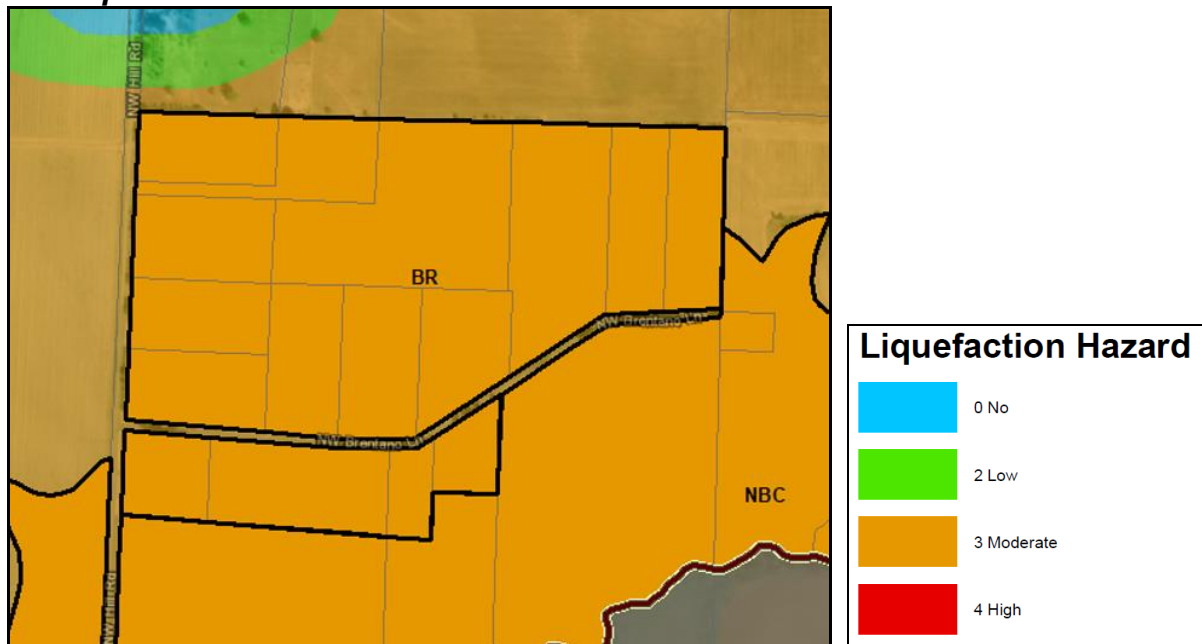 NW Hill Rd
BR
NW Brentano Ln
NW Brentano Ln
NBC
NW Hill Rd
Liquefaction Hazard
0 No
2 Low
3 Moderate
4 High